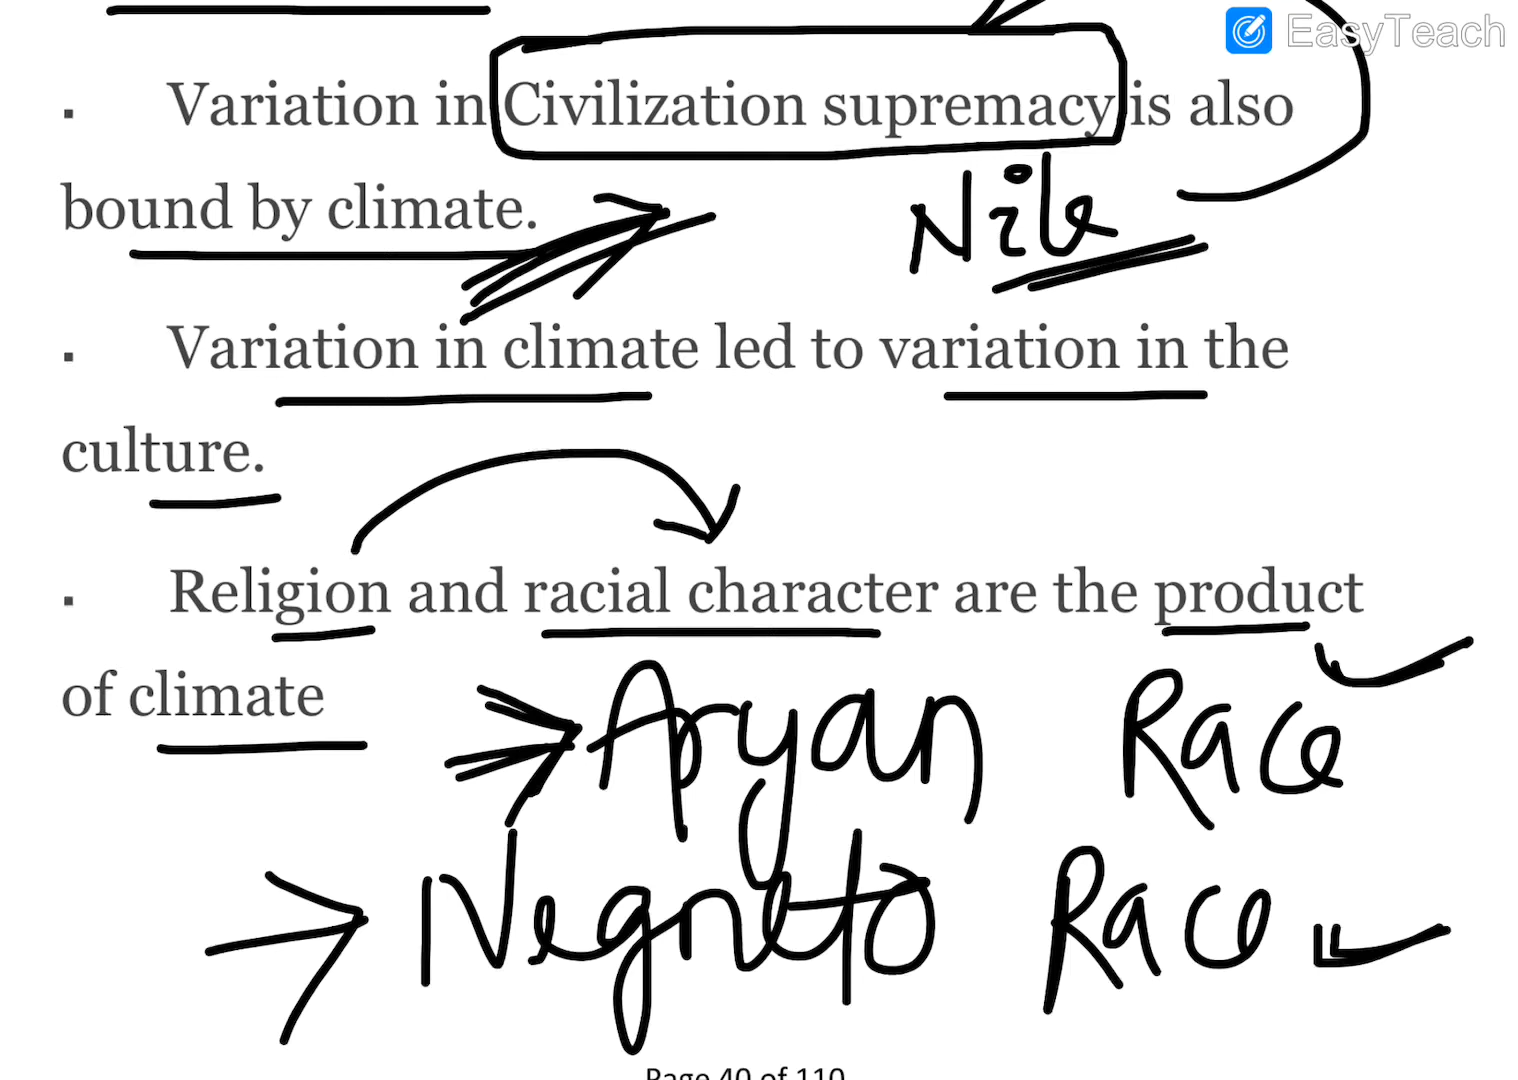 EasyTeach
▪ Variation in Civilization supremacy is also
bound by climate.
Nile
▪ Variation in climate led to variation in the
culture.
▪ Religion and racial character are the product
of climate
Aryan Race
Negrito Race
Page 40 of 110